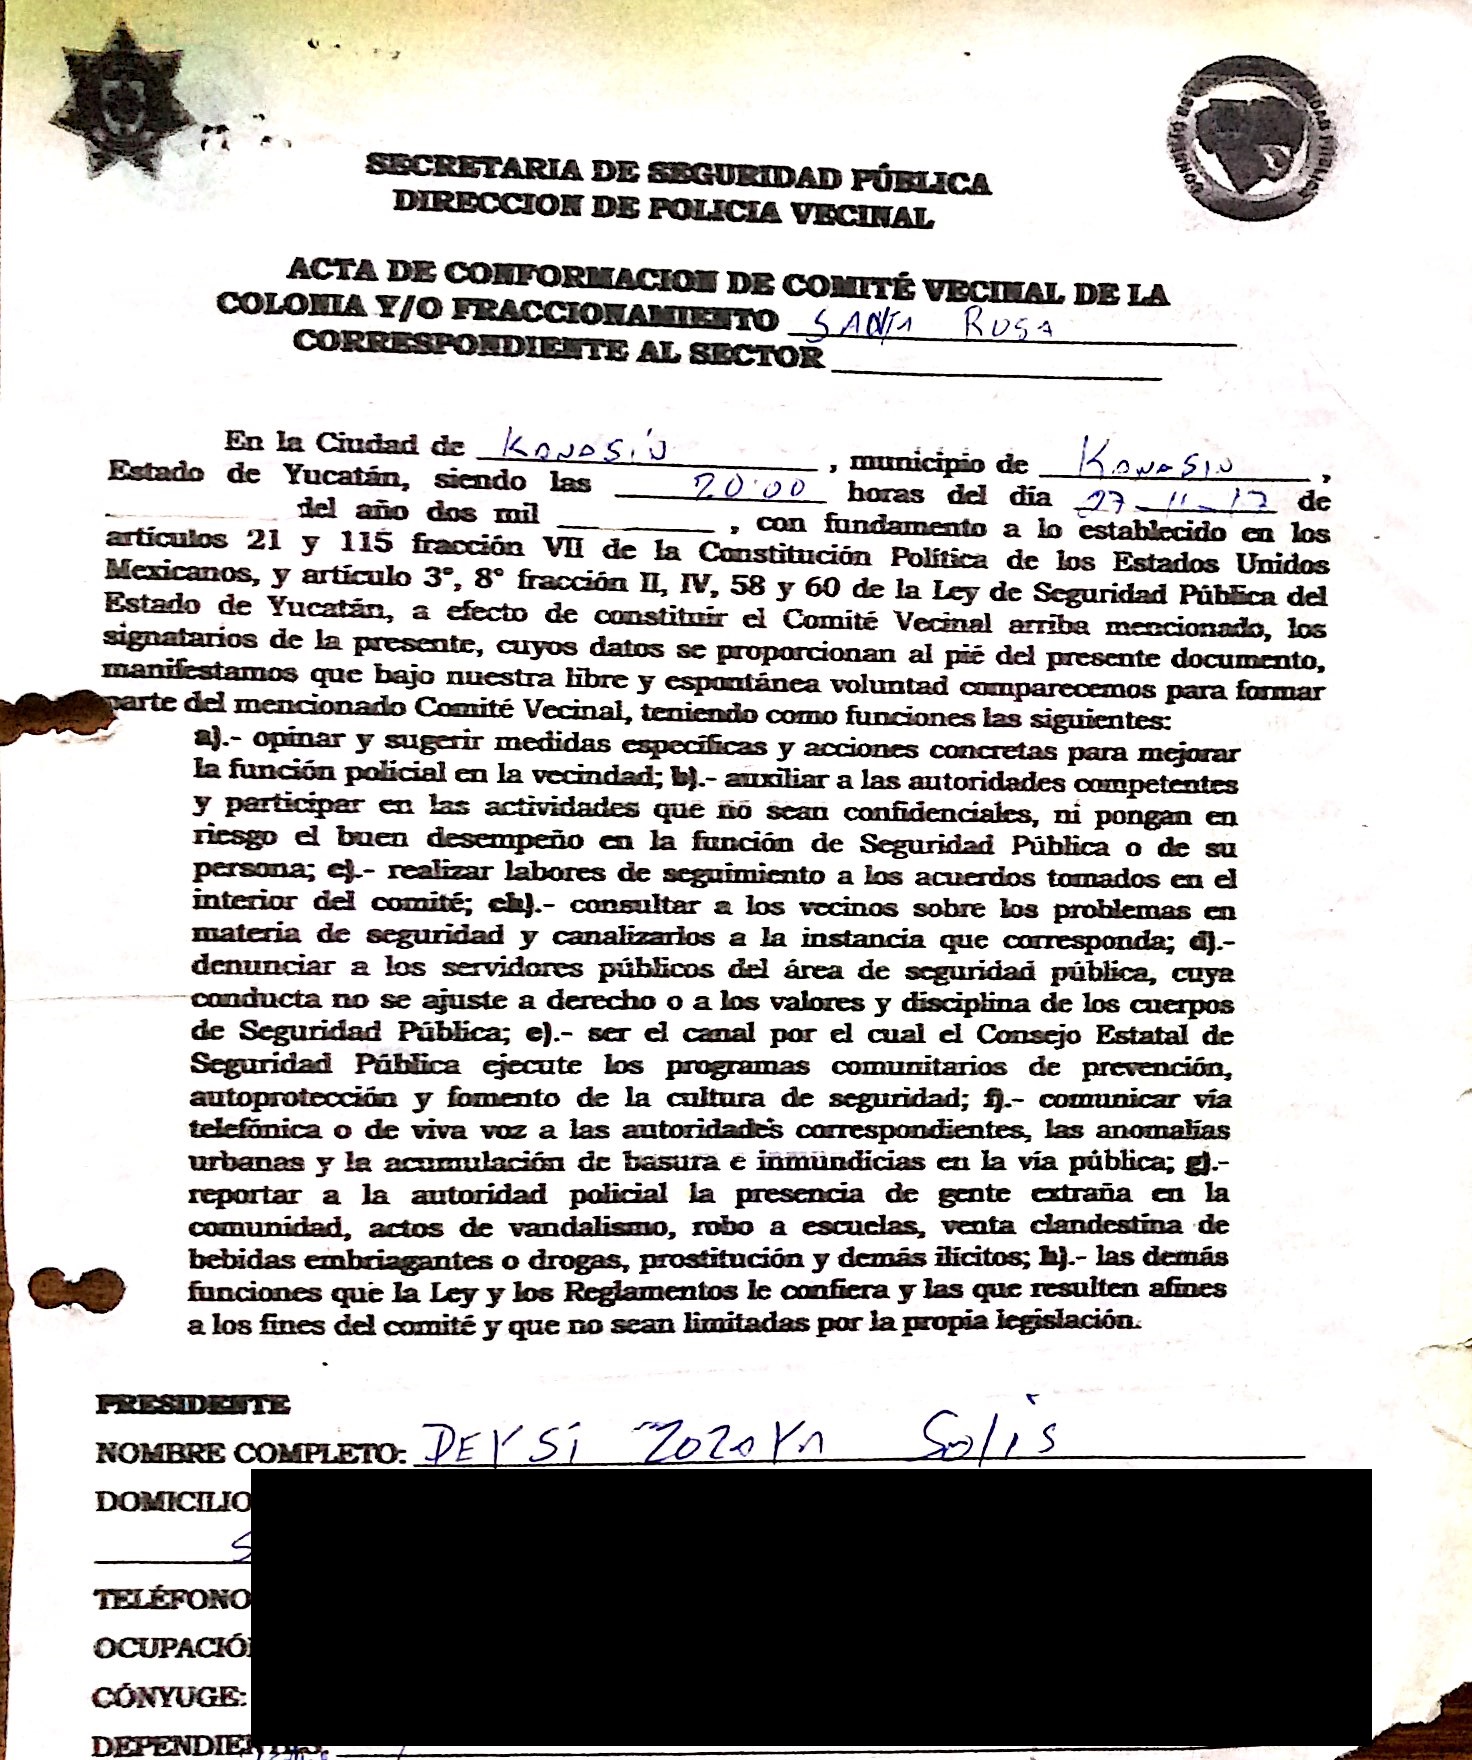 SECRETARIA DE SEGURIDAD PÚBLICA
DIRECCION DE POLICIA VECINAL
ACTA DE CONFORMACION DE COMITÉ VECINAL DE LA
COLONIA Y/O FRACCIONAMIENTO SANTA ROSA
CORRESPONDIENTE AL SECTOR
En la Ciudad de KANASIN, municipio de KANASIN,
Estado de Yucatán, siendo las 20:00 horas del día 27-11-17 de
del año dos mil , con fundamento a lo establecido en los
artículos 21 y 115 fracción VII de la Constitución Política de los Estados Unidos
Mexicanos, y artículo 3°, 8° fracción II, IV, 58 y 60 de la Ley de Seguridad Pública del
Estado de Yucatán, a efecto de constituir el Comité Vecinal arriba mencionado, los
signatarios de la presente, cuyos datos se proporcionan al pié del presente documento,
manifestamos que bajo nuestra libre y espontánea voluntad comparecemos para formar
parte del mencionado Comité Vecinal, teniendo como funciones las siguientes:
a).- opinar y sugerir medidas específicas y acciones concretas para mejorar
la función policial en la vecindad; b).- auxiliar a las autoridades competentes
y participar en las actividades que no sean confidenciales, ni pongan en
riesgo el buen desempeño en la función de Seguridad Pública o de su
persona; c).- realizar labores de seguimiento a los acuerdos tomados en el
interior del comité; ch).- consultar a los vecinos sobre los problemas en
materia de seguridad y canalizarlos a la instancia que corresponda; d).-
denunciar a los servidores públicos del área de seguridad pública, cuya
conducta no se ajuste a derecho o a los valores y disciplina de los cuerpos
de Seguridad Pública; e).- ser el canal por el cual el Consejo Estatal de
Seguridad Pública ejecute los programas comunitarios de prevención,
autoprotección y fomento de la cultura de seguridad; f).- comunicar vía
telefónica o de viva voz a las autoridades correspondientes, las anomalías
urbanas y la acumulación de basura e inmundicias en la vía pública; g).-
reportar a la autoridad policial la presencia de gente extraña en la
comunidad, actos de vandalismo, robo a escuelas, venta clandestina de
bebidas embriagantes o drogas, prostitución y demás ilícitos; h).- las demás
funciones que la Ley y los Reglamentos le confiera y las que resulten afines
a los fines del comité y que no sean limitadas por la propia legislación.
PRESIDENTE
NOMBRE COMPLETO: DEYSI ZOZAYA Solis
DOMICILIO
S
TELÉFONO
OCUPACIÓN
CÓNYUGE: